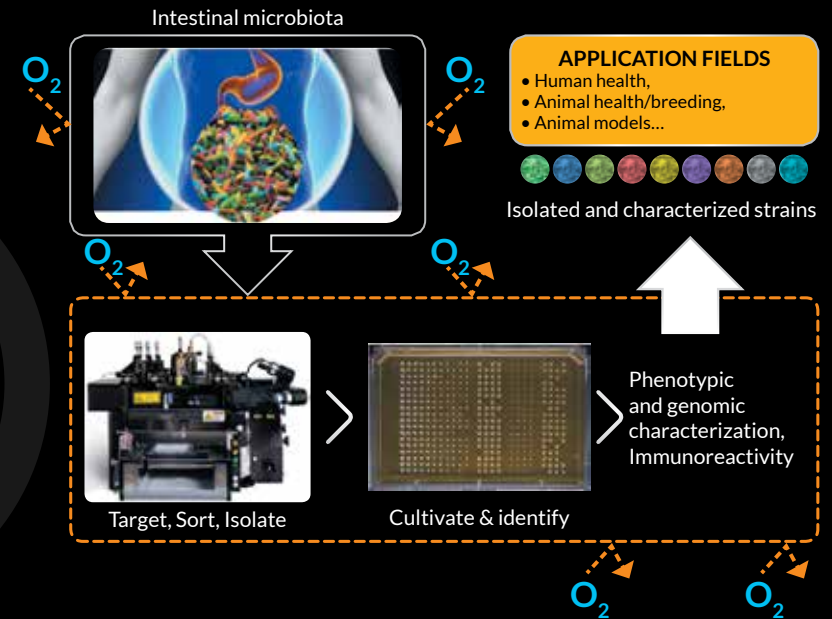 Intestinal microbiota
O2
O2
APPLICATION FIELDS
• Human health,
• Animal health/breeding,
• Animal models...
Isolated and characterized strains
O2
O2
Phenotypic
and genomic
characterization,
Immunoreactivity
Target, Sort, Isolate
Cultivate & identify
O2
O2